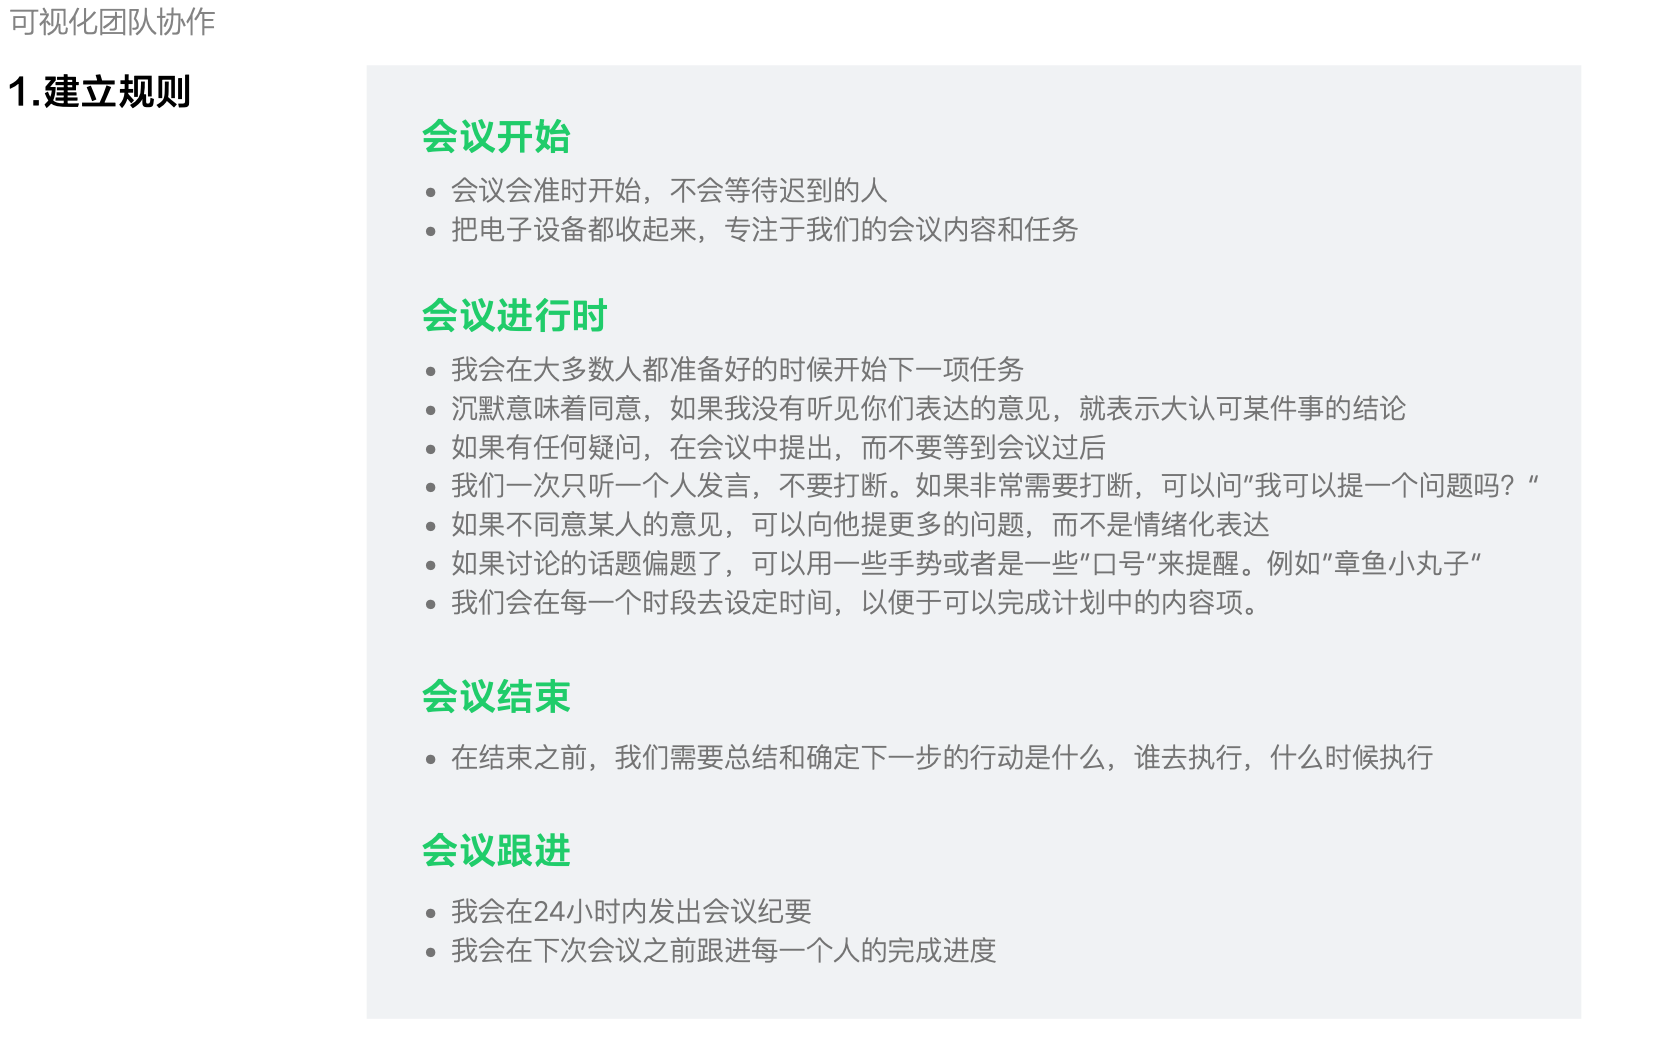 可视化团队协作
1.建立规则
会议开始
• 会议会准时开始，不会等待迟到的人
• 把电子设备都收起来，专注于我们的会议内容和任务
会议进行时
• 我会在大多数人都准备好的时候开始下一项任务
• 沉默意味着同意，如果我没有听见你们表达的意见，就表示大认可某件事的结论
• 如果有任何疑问，在会议中提出，而不要等到会议过后
• 我们一次只听一个人发言，不要打断。如果非常需要打断，可以问”我可以提一个问题吗？“
• 如果不同意某人的意见，可以向他提更多的问题，而不是情绪化表达
• 如果讨论的话题偏题了，可以用一些手势或者是一些”口号“来提醒。例如”章鱼小丸子“
• 我们会在每一个时段去设定时间，以便于可以完成计划中的内容项。
会议结束
• 在结束之前，我们需要总结和确定下一步的行动是什么，谁去执行，什么时候执行
会议跟进
• 我会在24小时内发出会议纪要
• 我会在下次会议之前跟进每一个人的完成进度